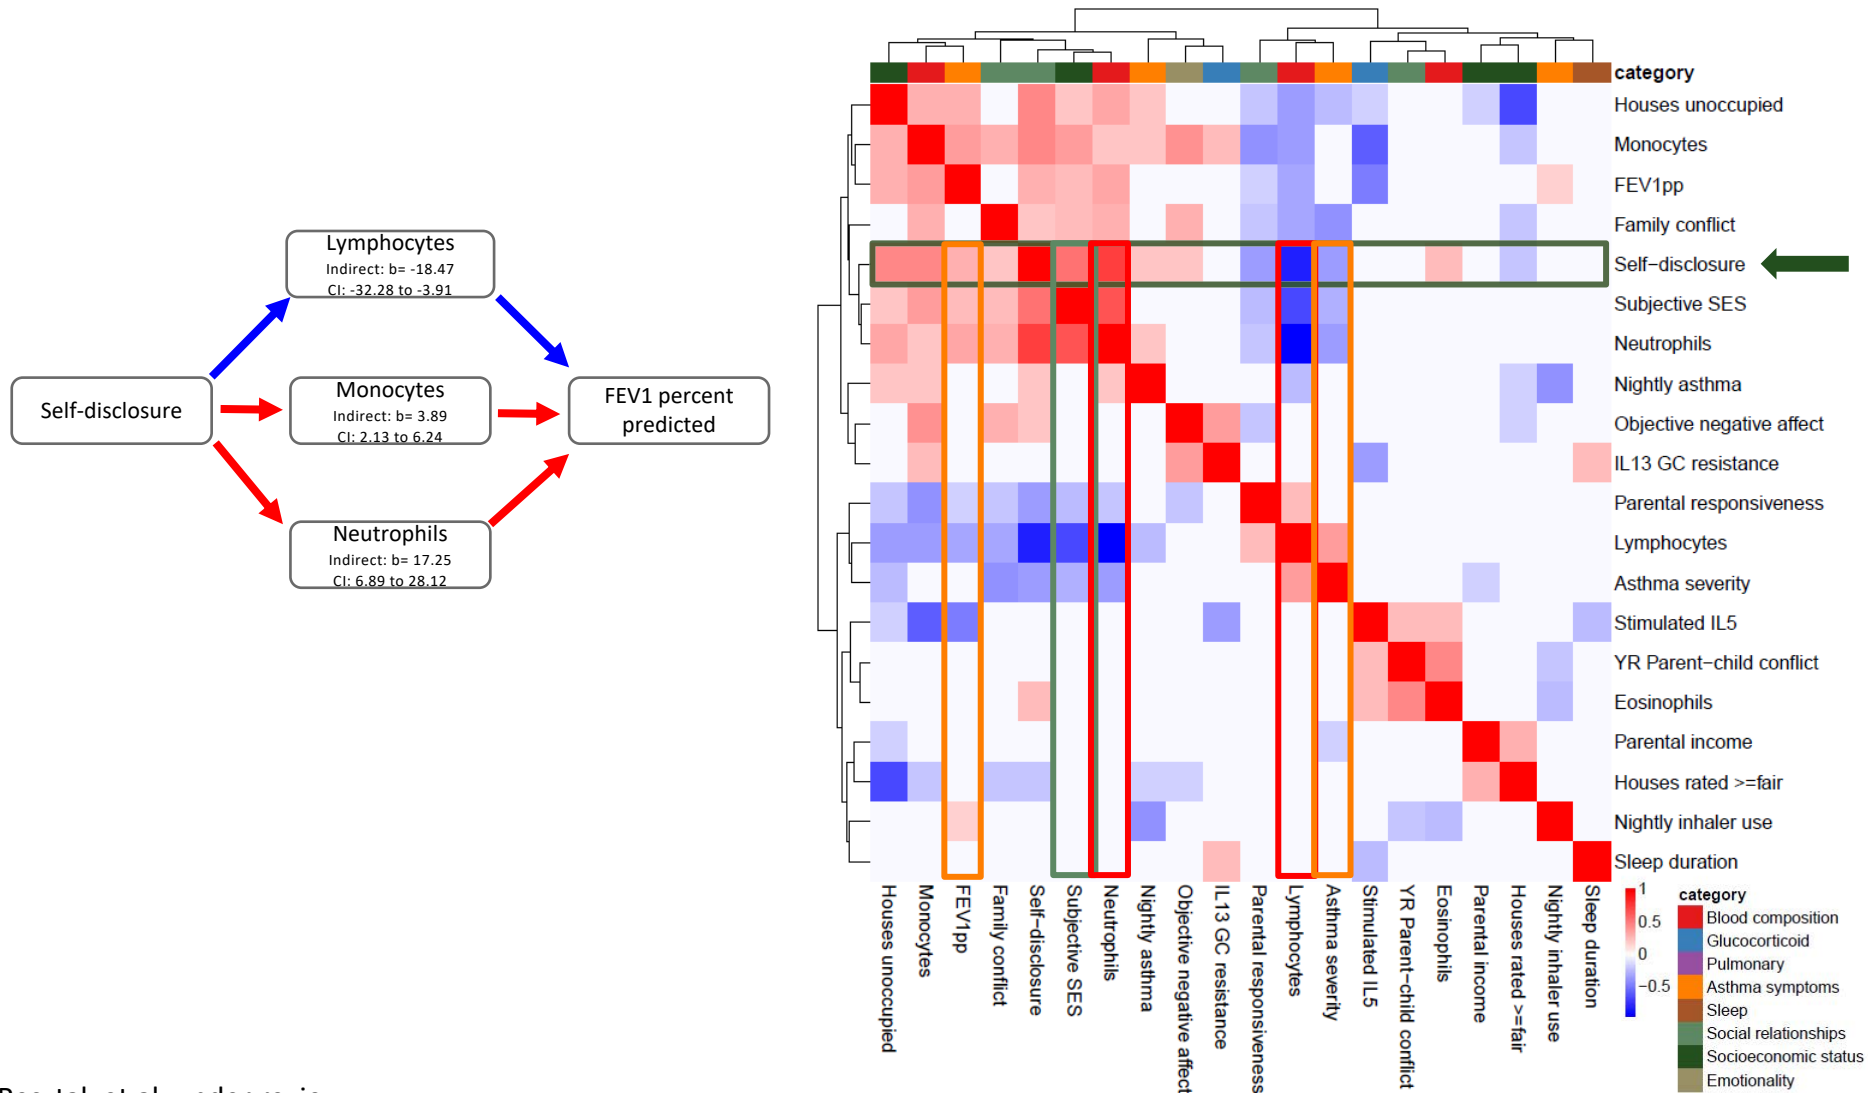 Lymphocytes
Indirect: b= -18.47
CI: -32.28 to -3.91
Self-disclosure
Monocytes
Indirect: b= 3.89
CI: 2.13 to 6.24
FEV1 percent
predicted
Neutrophils
Indirect: b= 17.25
CI: 6.89 to 28.12
category
Houses unoccupied
Monocytes
FEV1pp
Family conflict
Self−disclosure
Subjective SES
Neutrophils
Nightly asthma
Objective negative affect
IL13 GC resistance
Parental responsiveness
Lymphocytes
Asthma severity
Stimulated IL5
YR Parent−child conflict
Eosinophils
Parental income
Houses rated >=fair
Nightly inhaler use
Sleep duration
Houses unoccupied
Monocytes
FEV1pp
Family conflict
Self−disclosure
Subjective SES
Neutrophils
Nightly asthma
Objective negative affect
IL13 GC resistance
Parental responsiveness
Lymphocytes
Asthma severity
Stimulated IL5
YR Parent−child conflict
Eosinophils
Parental income
Houses rated >=fair
Nightly inhaler use
Sleep duration
1
0.5
0
−0.5
category
Blood composition
Glucocorticoid
Pulmonary
Asthma symptoms
Sleep
Social relationships
Socioeconomic status
Emotionality